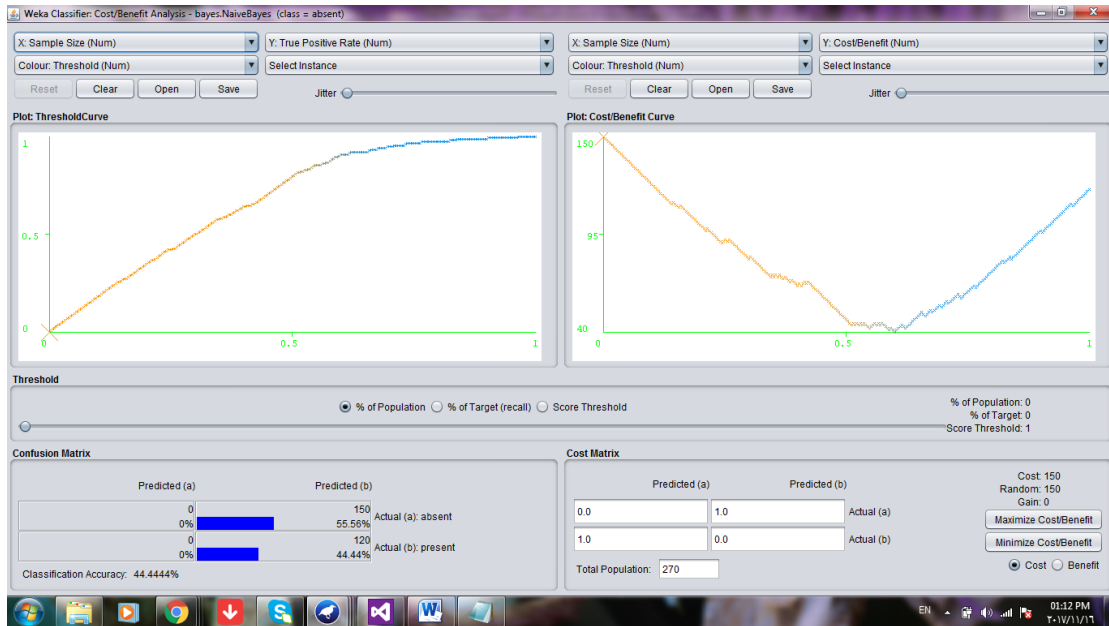 Weka Classifier: Cost/Benefit Analysis - bayes.NaiveBayes (class = absent)
X: Sample Size (Num)
Y: True Positive Rate (Num)
Colour: Threshold (Num)
Select Instance
Reset
Clear
Open
Save
Jitter
Plot: ThresholdCurve
1
0.5
0
0
0.5
1
X: Sample Size (Num)
Y: Cost/Benefit (Num)
Colour: Threshold (Num)
Select Instance
Reset
Clear
Open
Save
Jitter
Plot: Cost/Benefit Curve
150
95
40
0
0.5
1
Threshold
% of Population
% of Target (recall)
Score Threshold
% of Population: 0
% of Target: 0
Score Threshold: 1
Confusion Matrix
Predicted (a) Predicted (b)
0 150 Actual (a): absent
0% 55.56%
0 120 Actual (b): present
0% 44.44%
Classification Accuracy: 44.4444%
Cost Matrix
Predicted (a) Predicted (b)
0.0 1.0 Actual (a)
1.0 0.0 Actual (b)
Total Population: 270
Cost: 150
Random: 150
Gain: 0
Maximize Cost/Benefit
Minimize Cost/Benefit
Cost Benefit
EN
01:12 PM
٢٠١٧/١١/١٦